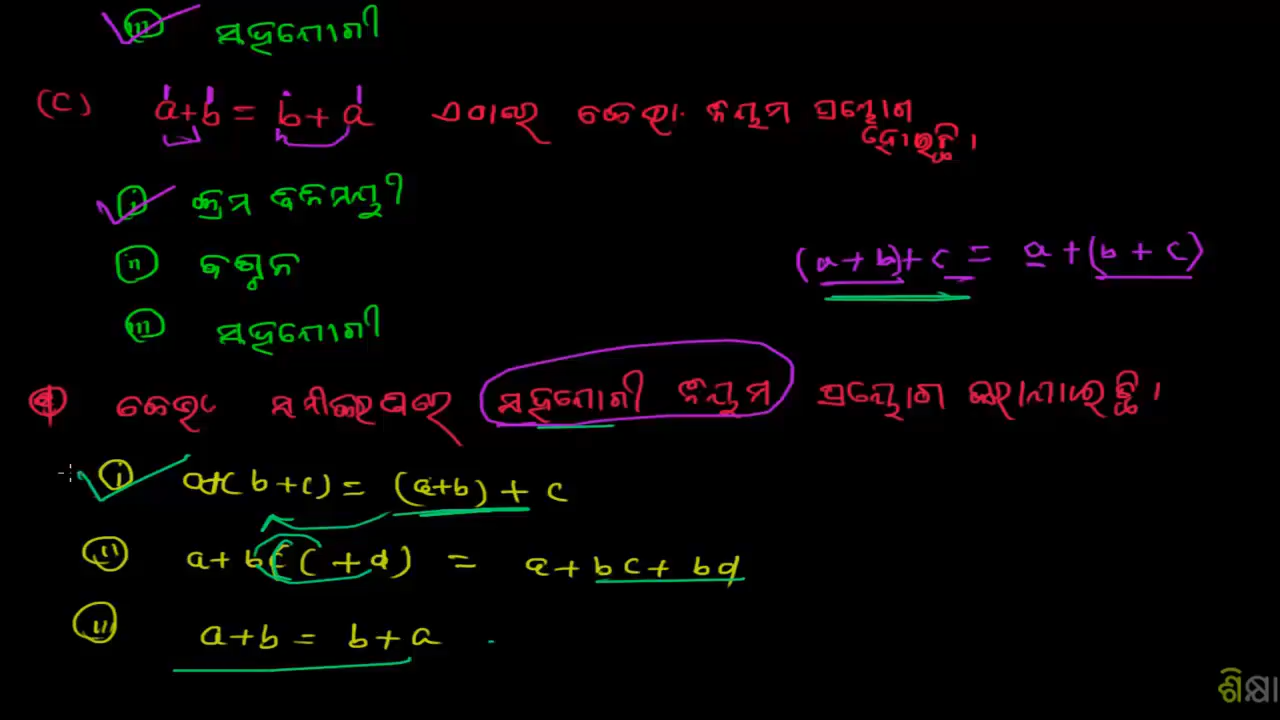 (iii) ସହଯୋଗୀ
(C) a+b = b+a ଏଠାରେ କେଉଁ ନିୟମ ପ୍ରୟୋଗ
ହୋଇଛି ।
(i) କ୍ରମ ବିନିମୟୀ
(ii) ବଣ୍ଟନ
(a+b)+c = a+(b+c)
(iii) ସହଯୋଗୀ
କେଉଁ ସମୀକରଣରେ ସହଯୋଗୀ ନିୟମ ପ୍ରୟୋଗ କରାଯାଇଛି ।
(i) a+(b+c) = (a+b)+c
(ii) a+b(c+d) = a+bc+bd
(iii) a+b = b+a
ଶିକ୍ଷା